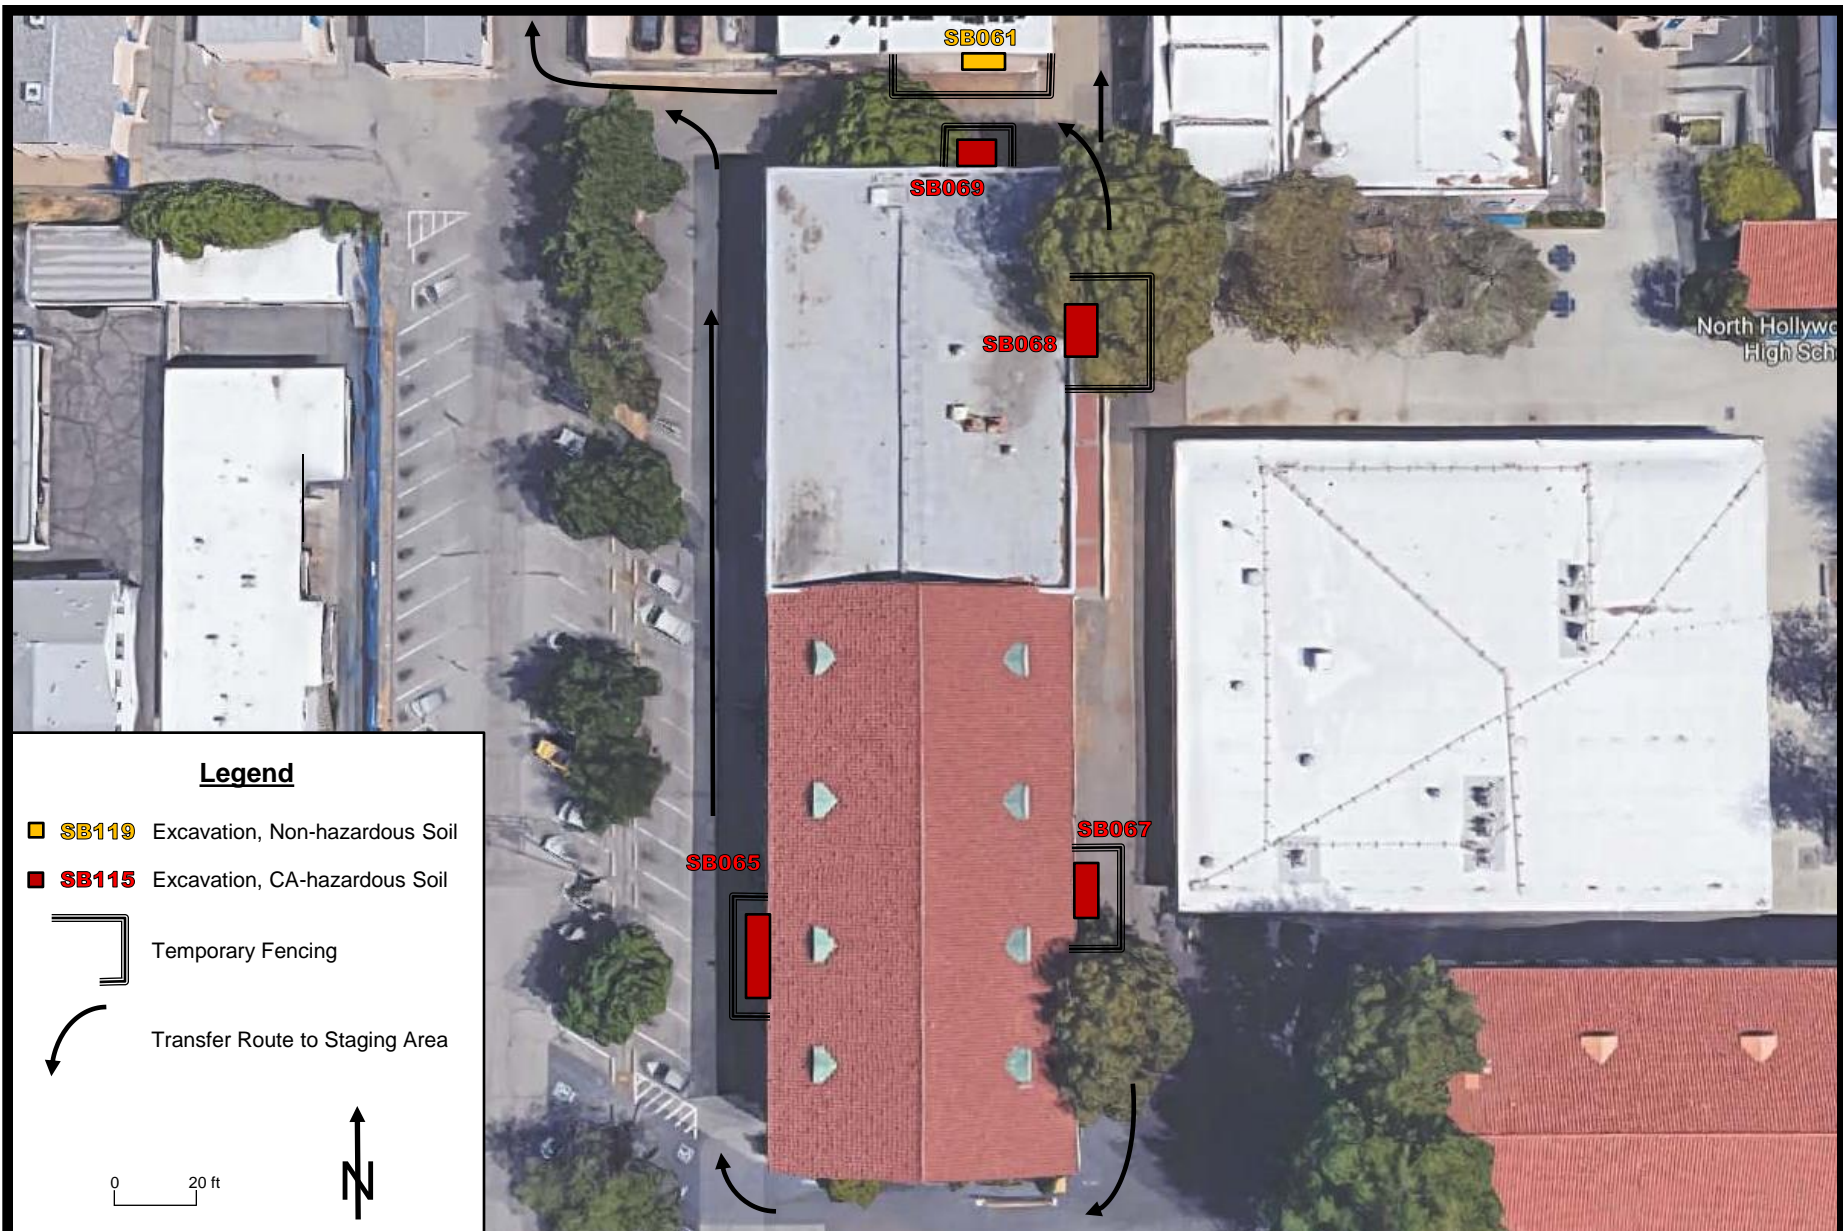 SB061
SB069
SB068
North Hollywo
High Sch
SB067
SB065
Legend
SB119 Excavation, Non-hazardous Soil
SB115 Excavation, CA-hazardous Soil
Temporary Fencing
Transfer Route to Staging Area
0 20 ft
N